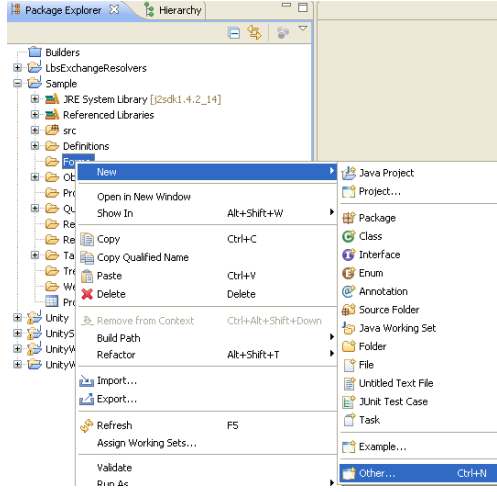 Package Explorer
Hierarchy
Builders
LbsExchangeResolvers
Sample
JRE System Library [j2sdk1.4.2_14]
Referenced Libraries
src
Definitions
New
Java Project
Project...
Open in New Window
Show In Alt+Shift+W
Package
Copy Ctrl+C
Class
Copy Qualified Name
Interface
Paste Ctrl+V
Enum
Delete Delete
Annotation
Source Folder
Remove from Context Ctrl+Alt+Shift+Down
Java Working Set
Build Path
Folder
Refactor Alt+Shift+T
File
Import...
Untitled Text File
Export...
JUnit Test Case
Task
Refresh F5
Assign Working Sets...
Example...
Validate
Other... Ctrl+N
Run As
Unity